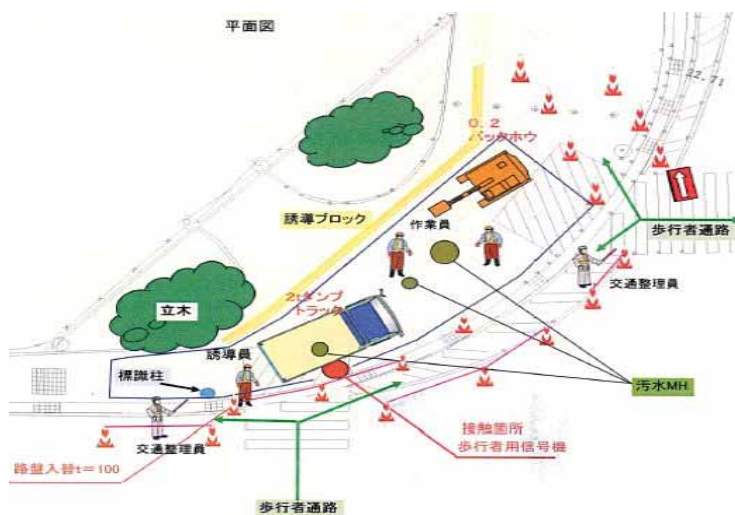 平面図
22.71
0.2
バックホウ
誘導ブロック
作業員
歩行者通路
交通整理員
立木
2tダンプ
トラック
誘導員
標識柱
汚水MH
交通整理員
接触箇所
歩行者用信号機
路盤入替t=100
歩行者通路